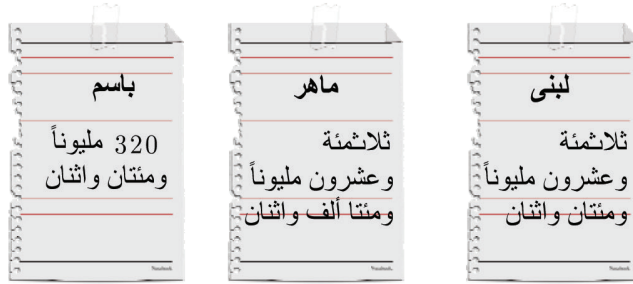 لبنى
ثلاثمئة
وعشرون مليوناً
ومئتان واثنان
ماهر
ثلاثمئة
وعشرون مليوناً
ومئتا ألف واثنان
باسم
320 مليوناً
ومئتان واثنان